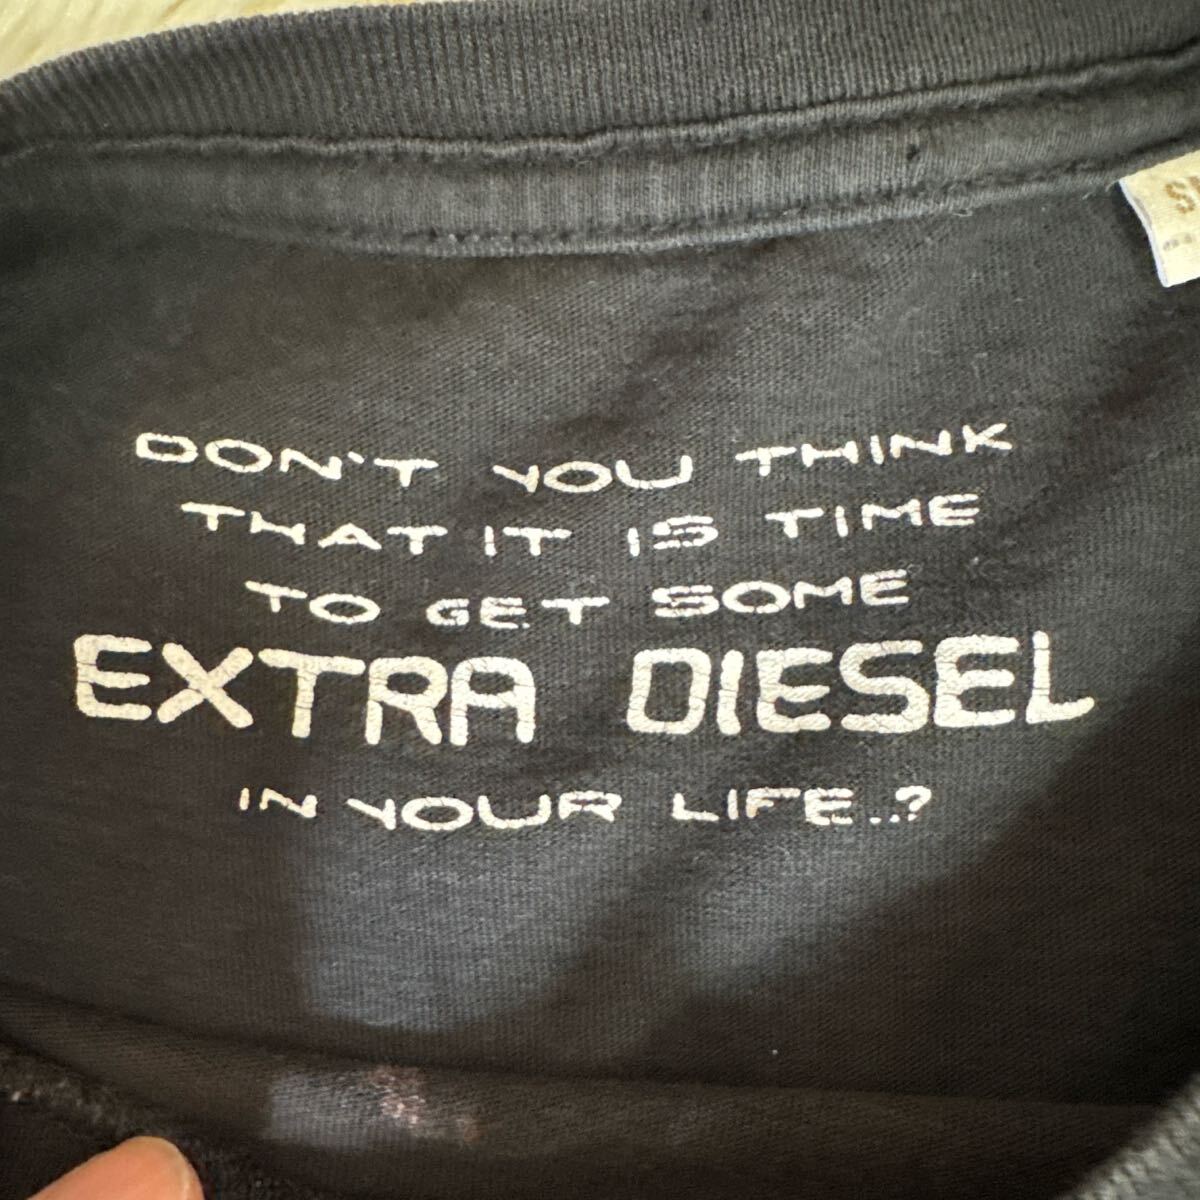 DON'T YOU THINK
THAT IT IS TIME
TO GET SOME
EXTRA DIESEL
IN YOUR LIFE..?